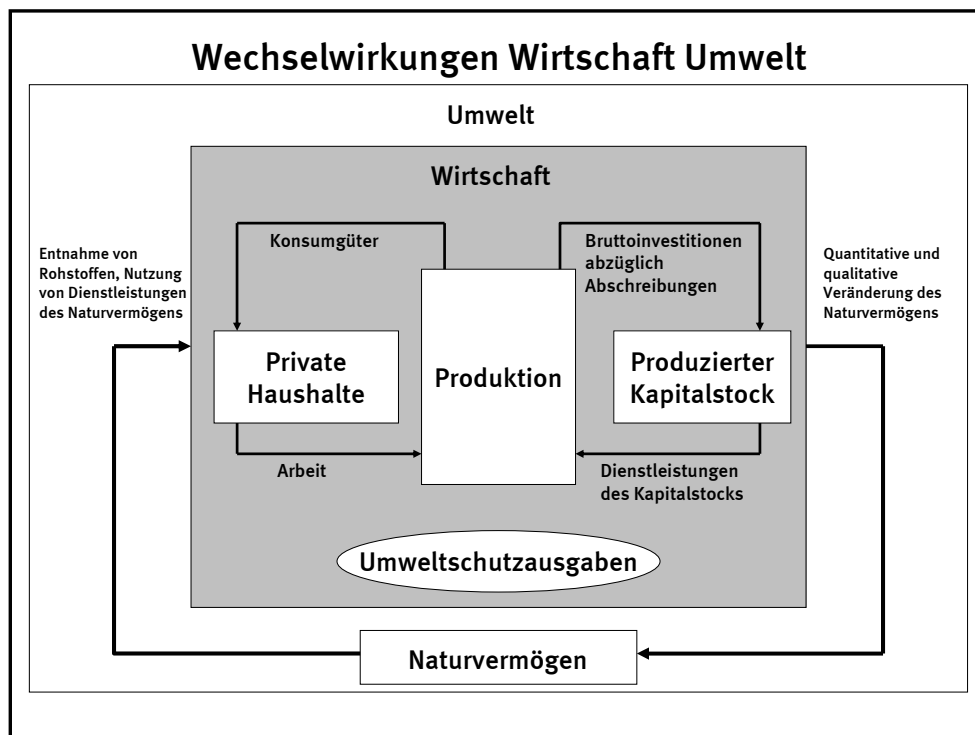 Wechselwirkungen Wirtschaft Umwelt
Umwelt
Wirtschaft
Entnahme von
Rohstoffen, Nutzung
von Dienstleistungen
des Naturvermögens
Konsumgüter
Bruttoinvestitionen
abzüglich
Abschreibungen
Quantitative und
qualitative
Veränderung des
Naturvermögens
Private
Haushalte
Produktion
Produzierter
Kapitalstock
Arbeit
Dienstleistungen
des Kapitalstocks
Umweltschutzausgaben
Naturvermögen